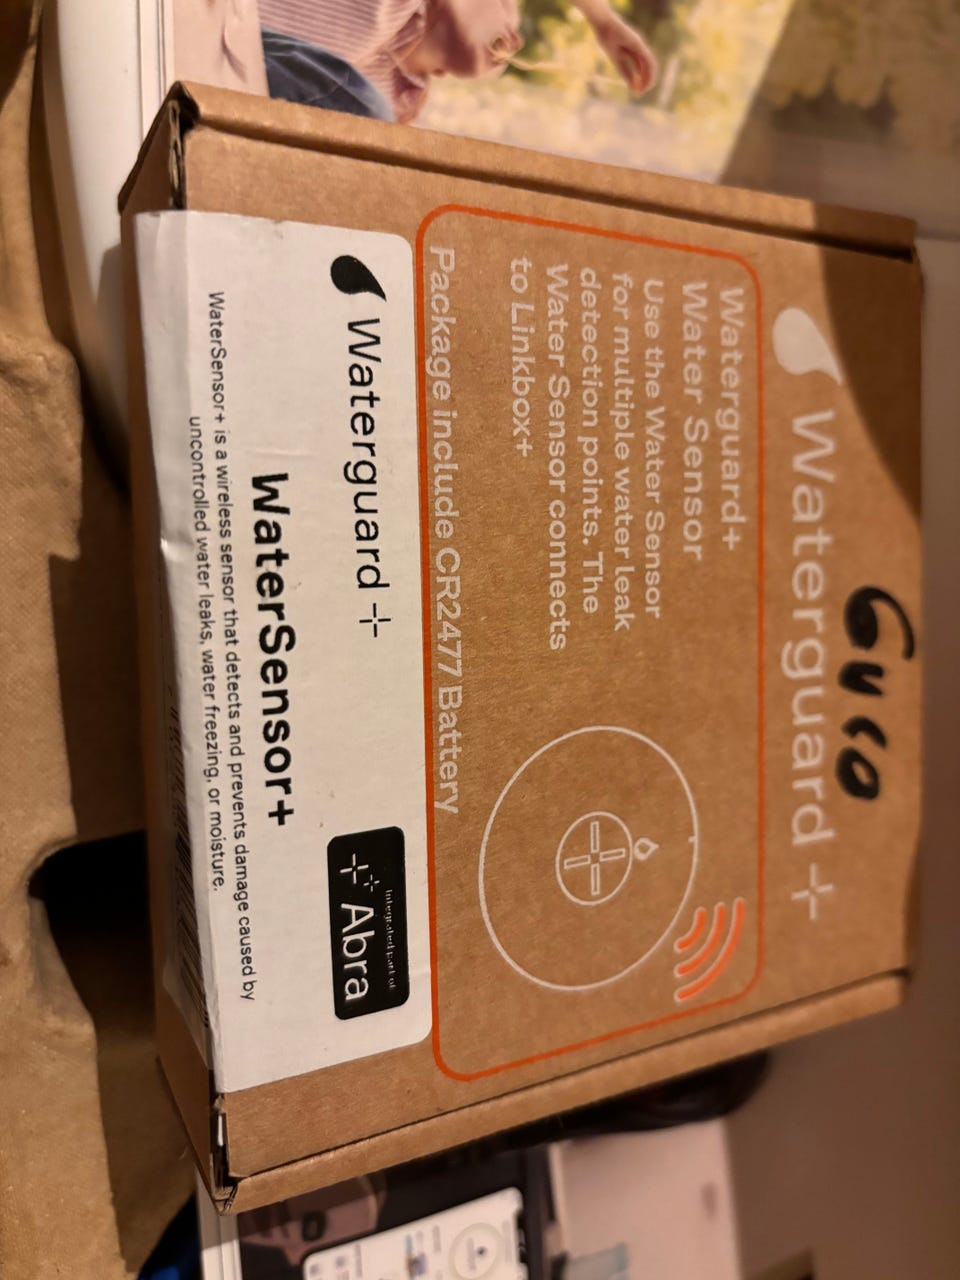 Guco
Waterguard+
Waterguard+
Water Sensor
Use the Water Sensor
for multiple water leak
detection points. The
Water Sensor connects
to Linkbox+
Package include CR2477 Battery
Waterguard+
Integrated part of
Abra
WaterSensor+
WaterSensor+ is a wireless sensor that detects and prevents damage caused by
uncontrolled water leaks, water freezing, or moisture.